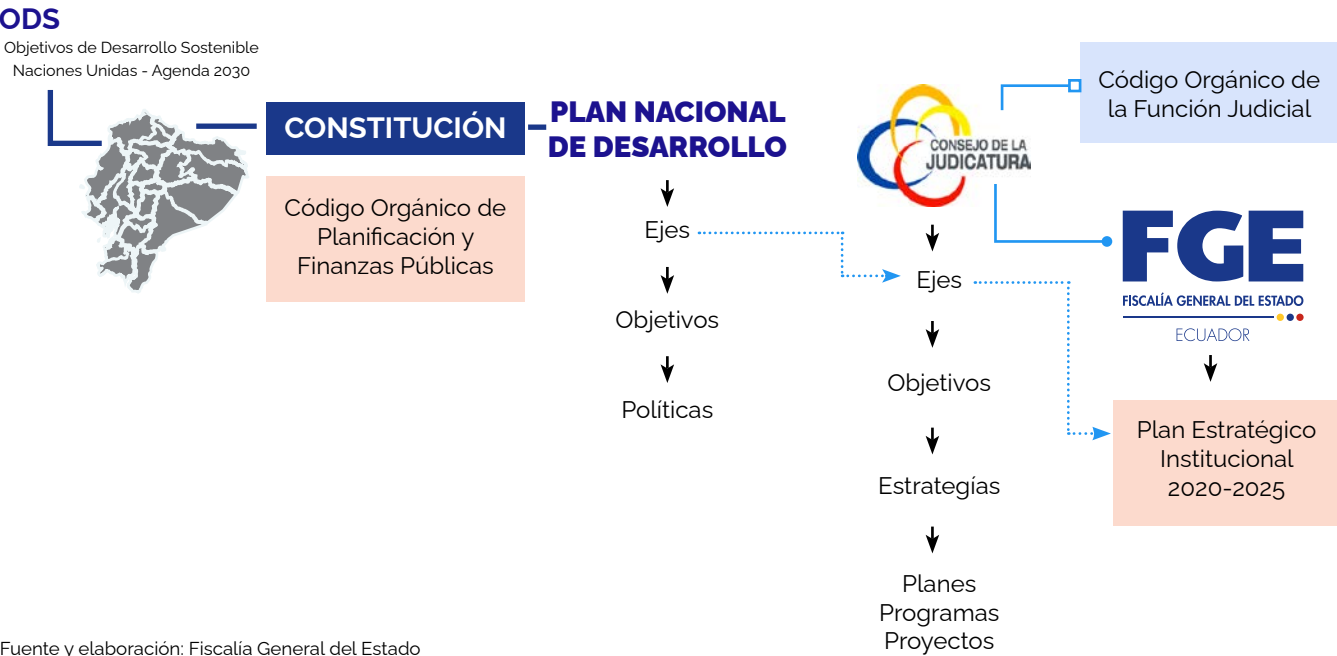 ODS
Objetivos de Desarrollo Sostenible
Naciones Unidas - Agenda 2030
CONSTITUCIÓN
Código Orgánico de
Planificación y
Finanzas Públicas
PLAN NACIONAL
DE DESARROLLO
Ejes
Objetivos
Políticas
CONSEJO DE LA
JUDICATURA
Ejes
Objetivos
Estrategías
Planes
Programas
Proyectos
Código Orgánico de
la Función Judicial
FGE
FISCALÍA GENERAL DEL ESTADO
ECUADOR
Plan Estratégico
Institucional
2020-2025
Fuente y elaboración: Fiscalía General del Estado